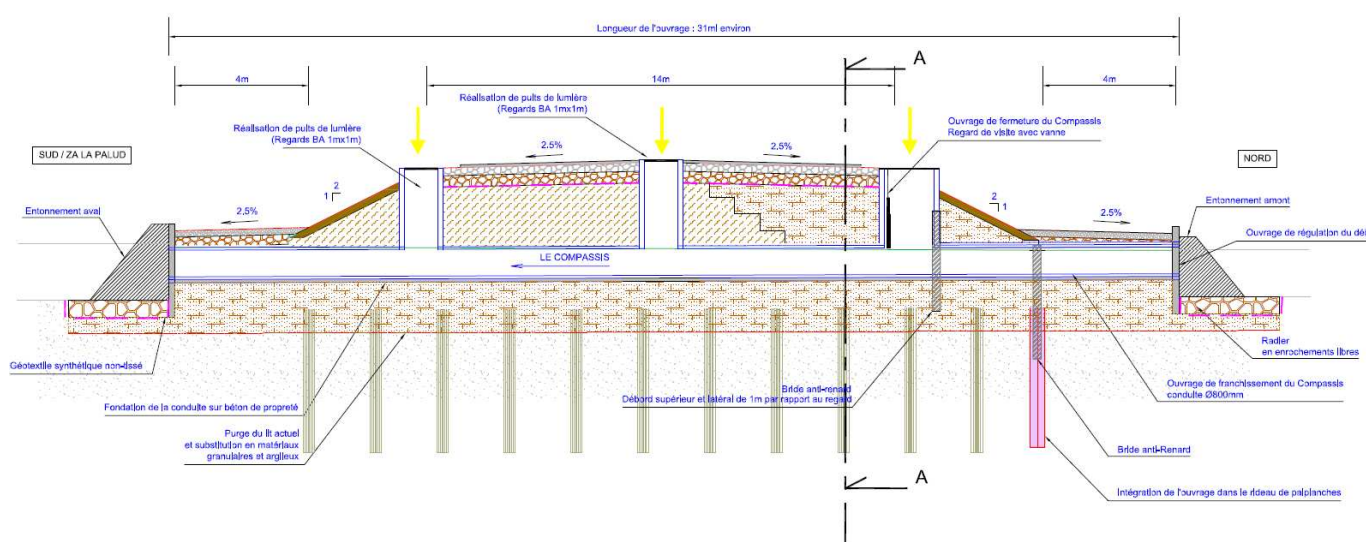 Longueur de l'ouvrage : 31ml environ
4m
14m
4m
A
Réalisation de puits de lumière
(Regards BA 1mx1m)
Réalisation de puits de lumière
(Regards BA 1mx1m)
Ouvrage de fermeture du Compassis
Regard de visite avec vanne
SUD / ZA LA PALUD
NORD
2.5%
2.5%
2
1
2
1
Entonnement aval
2.5%
2.5%
Entonnement amont
Ouvrage de régulation du dé
LE COMPASSIS
Géotextile synthétique non-tissé
Radier
en enrochements libres
Fondation de la conduite sur béton de propreté
Bride anti-renard
Débord supérieur et latéral de 1m par rapport au regard
Ouvrage de franchissement du Compassis
conduite Ø800mm
Purge du lit actuel
et substitution en matériaux
granulaires et argileux
Bride anti-Renard
A
Intégration de l'ouvrage dans le rideau de palplanches